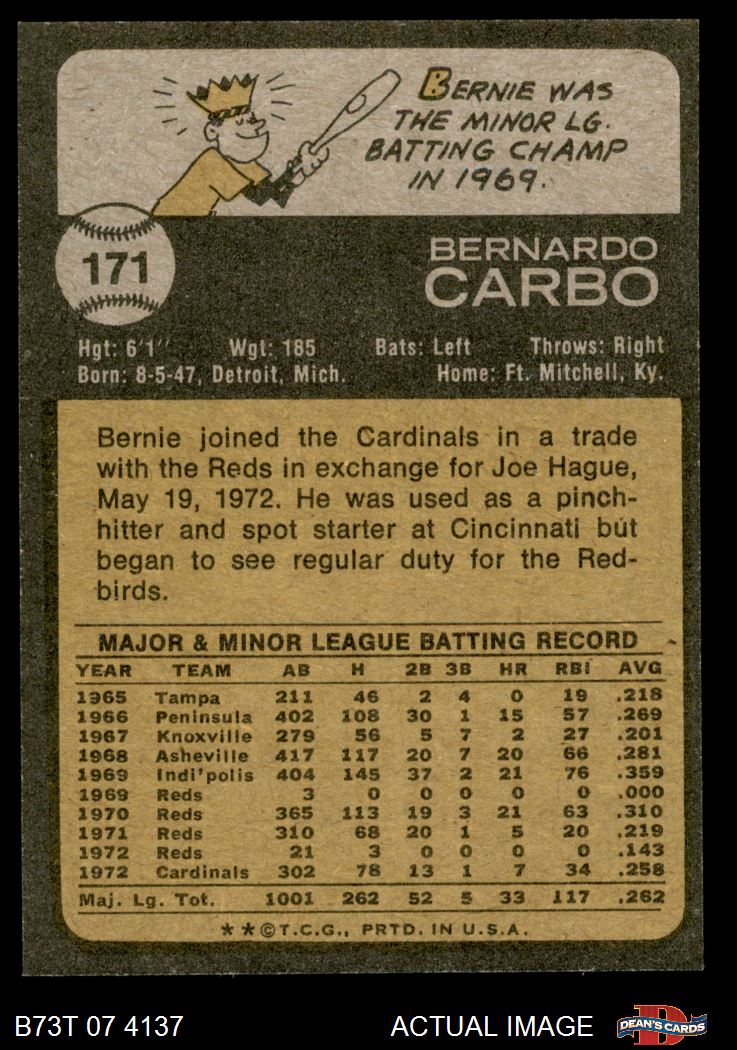 BERNIE WAS
THE MINOR LG.
BATTING CHAMP
IN 1969.
171
BERNARDO
CARBO
Hgt: 6'1" Wgt: 185 Bats: Left Throws: Right
Born: 8-5-47, Detroit, Mich. Home: Ft. Mitchell, Ky.
Bernie joined the Cardinals in a trade
with the Reds in exchange for Joe Hague,
May 19, 1972. He was used as a pinch-
hitter and spot starter at Cincinnati but
began to see regular duty for the Red-
birds.
MAJOR & MINOR LEAGUE BATTING RECORD
YEAR TEAM AB H 2B 3B HR RBI AVG
1965 Tampa 211 46 2 4 0 19 .218
1966 Peninsula 402 108 30 1 15 57 .269
1967 Knoxville 279 56 5 7 2 27 .201
1968 Asheville 417 117 20 7 20 66 .281
1969 Indi'polis 404 145 37 2 21 76 .359
1969 Reds 3 0 0 0 0 0 .000
1970 Reds 365 113 19 3 21 63 .310
1971 Reds 310 68 20 1 5 20 .219
1972 Reds 21 3 0 0 0 0 .143
1972 Cardinals 302 78 13 1 7 34 .258
Maj. Lg. Tot. 1001 262 52 5 33 117 .262
* * ©T.C.G., PRTD. IN U.S.A.
B73T 07 4137 ACTUAL IMAGE D DEAN'S CARDS